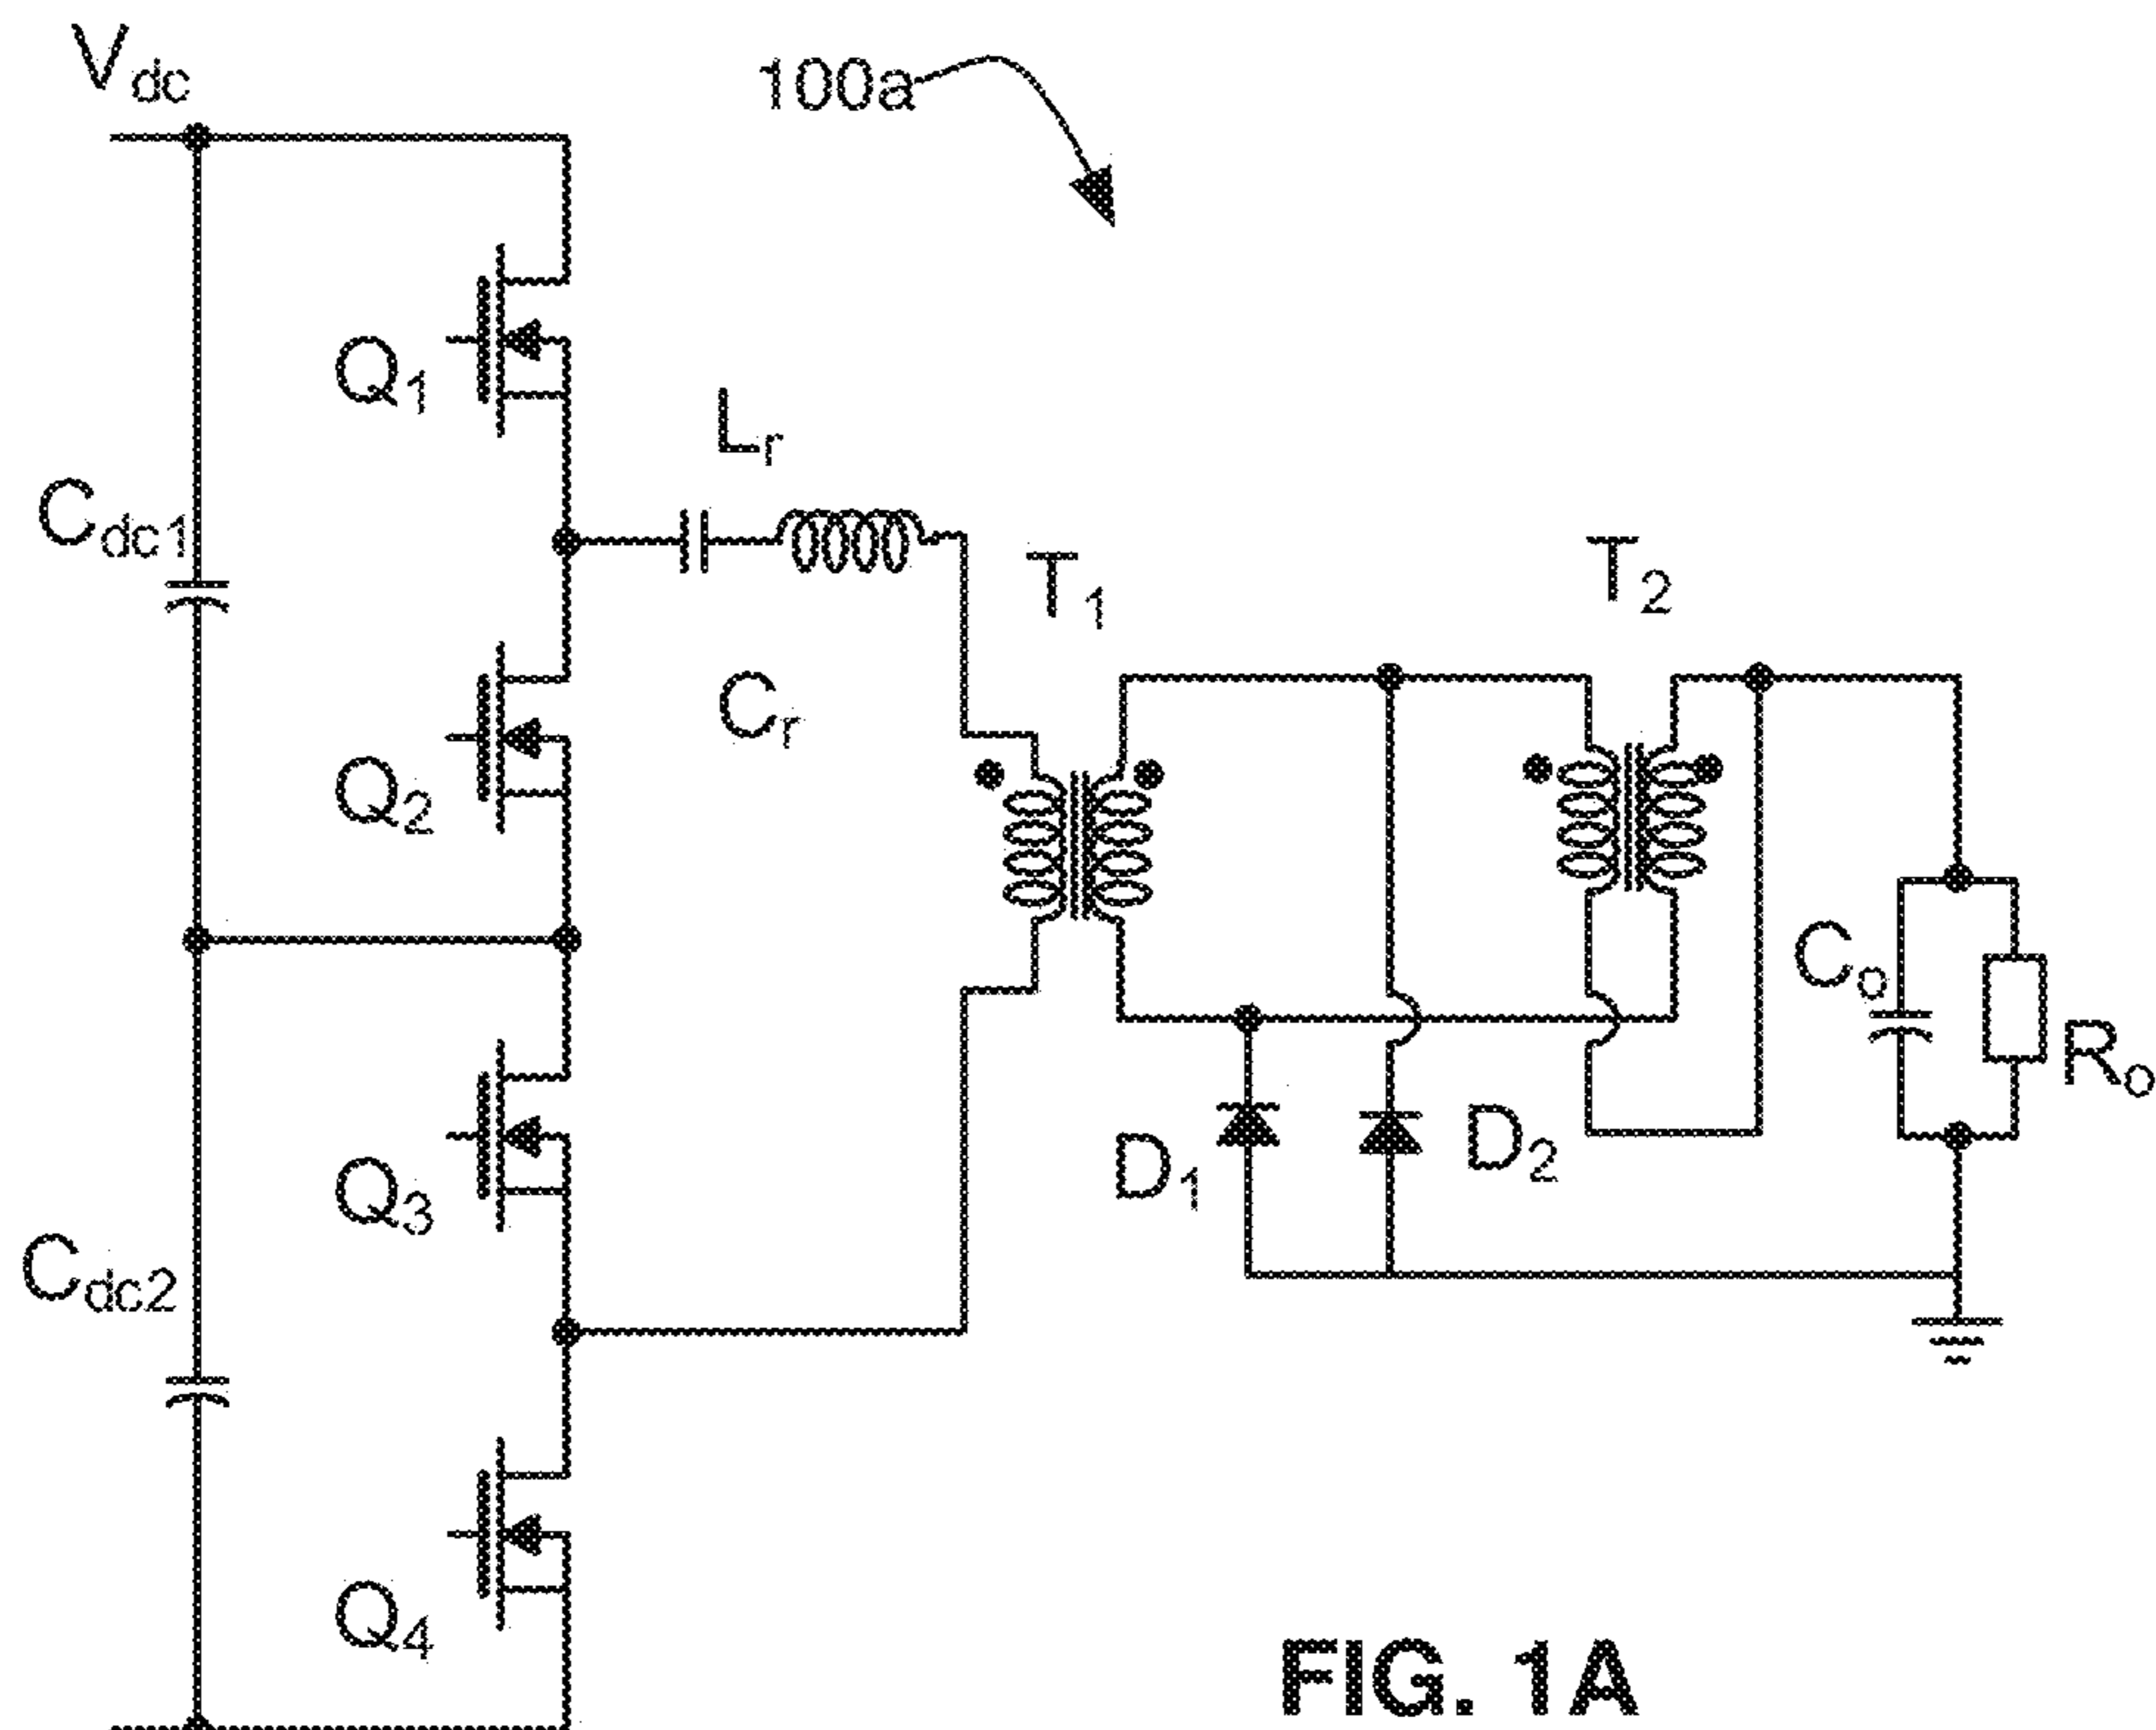 Vdc
100a
Q1
Lr
Cdc1
T1
T2
Cr
Q2
Co
Ro
D1
D2
Q3
Cdc2
Q4
FIG. 1A